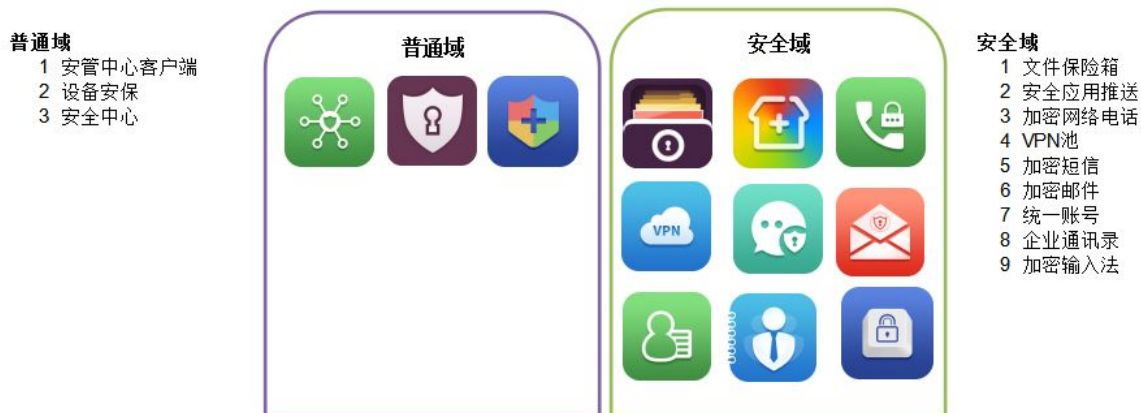 普通域
1 安管中心客户端
2 设备安保
3 安全中心
普通域
安全域
VPN
安全域
1 文件保险箱
2 安全应用推送
3 加密网络电话
4 VPN池
5 加密短信
6 加密邮件
7 统一账号
8 企业通讯录
9 加密输入法